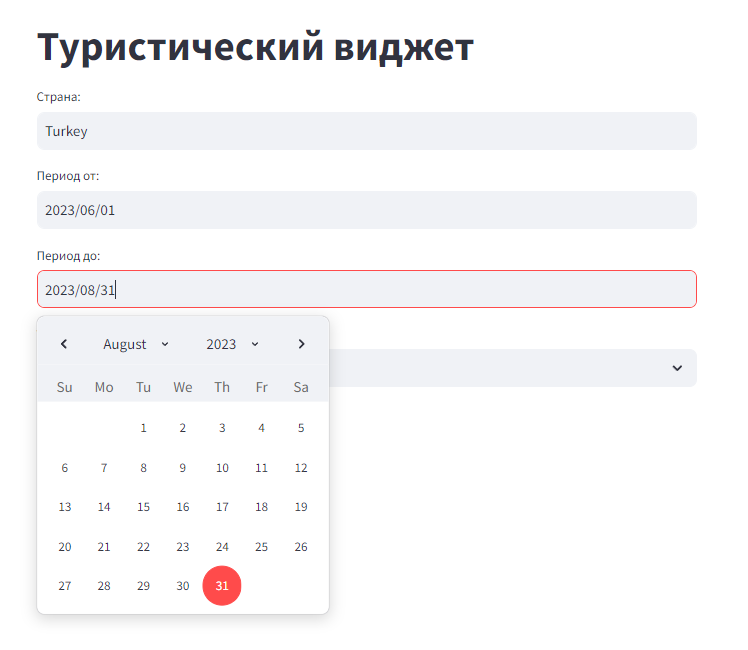 Туристический виджет
Страна:
Turkey
Период от:
2023/06/01
Период до:
2023/08/31
August 2023
Su Mo Tu We Th Fr Sa
1 2 3 4 5
6 7 8 9 10 11 12
13 14 15 16 17 18 19
20 21 22 23 24 25 26
27 28 29 30 31